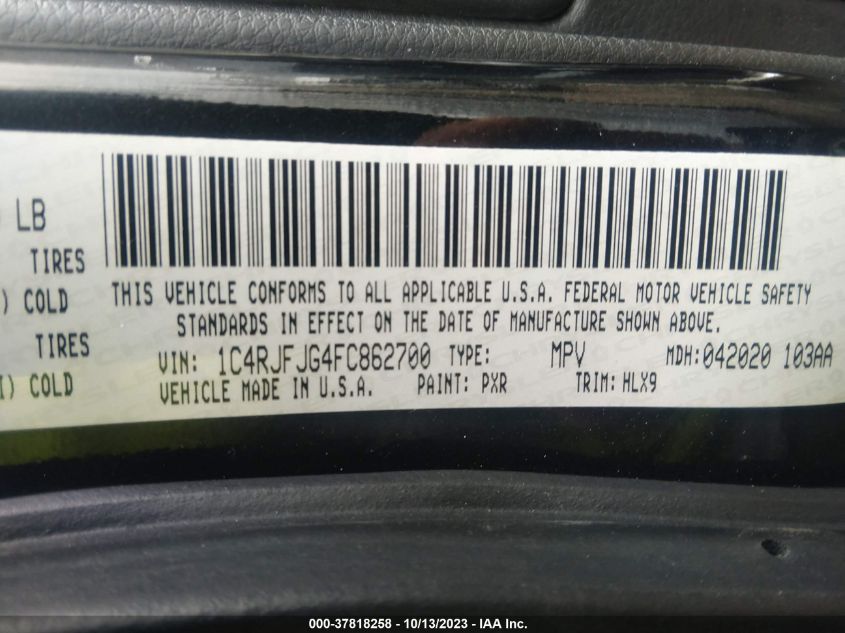 LB
TIRES
) COLD
TIRES
I) COLD
THIS VEHICLE CONFORMS TO ALL APPLICABLE U.S.A. FEDERAL MOTOR VEHICLE SAFETY
STANDARDS IN EFFECT ON THE DATE OF MANUFACTURE SHOWN ABOVE.
VIN: 1C4RJFJG4FC862700 TYPE: MPV MDH:042020 103AA
VEHICLE MADE IN U.S.A. PAINT: PXR TRIM: HLX9
000-37818258 - 10/13/2023 - IAA Inc.